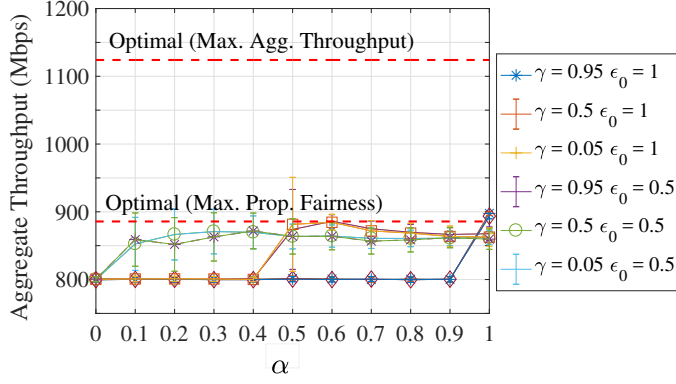 1200
1100
1000
900
800
Aggregate Throughput (Mbps)
Optimal (Max. Agg. Throughput)
Optimal (Max. Prop. Fairness)
0 0.1 0.2 0.3 0.4 0.5 0.6 0.7 0.8 0.9 1
α
γ = 0.95 ϵ0 = 1
γ = 0.5 ϵ0 = 1
γ = 0.05 ϵ0 = 1
γ = 0.95 ϵ0 = 0.5
γ = 0.5 ϵ0 = 0.5
γ = 0.05 ϵ0 = 0.5